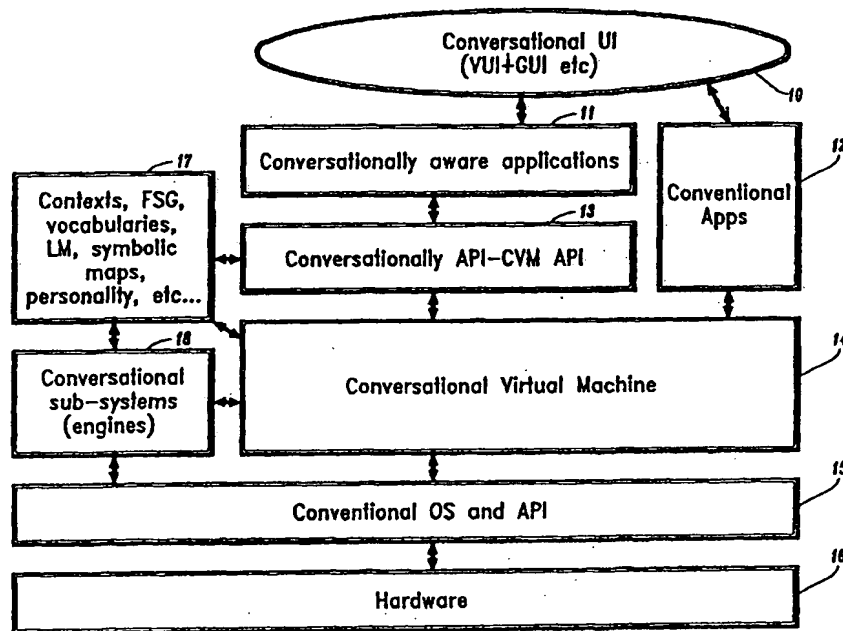 Conversational UI
(VUI+GUI etc)
10
11
Conversationally aware applications
12
Conventional
Apps
17
Contexts, FSG,
vocabularies,
LM, symbolic
maps,
personality, etc...
13
Conversationally API-CVM API
14
Conversational Virtual Machine
18
Conversational
sub-systems
(engines)
15
Conventional OS and API
16
Hardware